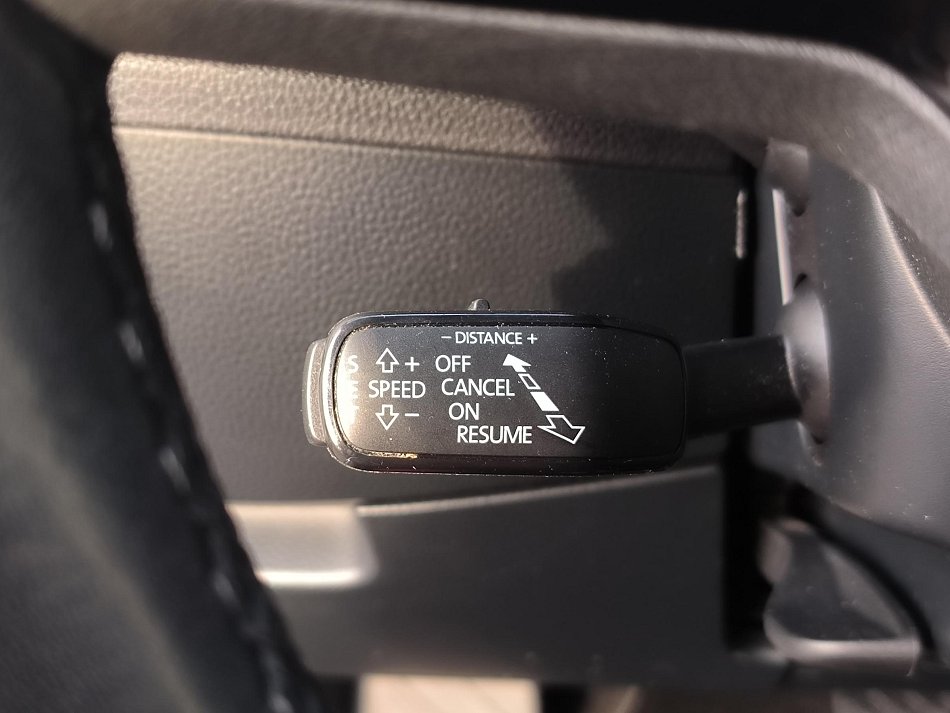 - DISTANCE +
+ OFF
SPEED CANCEL
- ON
RESUME